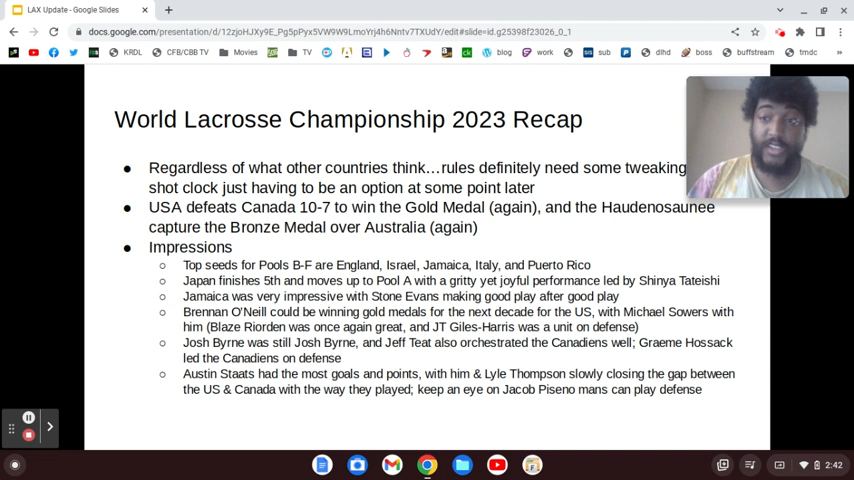 LAX Update - Google Slides
docs.google.com/presentation/d/12zjoHJXy9E_Pg5pPyx5VW9W9LmoYrj4h6Nntv7TXUdY/edit#slide=id.g25398f23026_0_1
KRDL CFB/CBB TV Movies TV ck blog work SIS sub dlhd boss buffstream tmdc »
World Lacrosse Championship 2023 Recap
● Regardless of what other countries think…rules definitely need some tweaking
shot clock just having to be an option at some point later
● USA defeats Canada 10-7 to win the Gold Medal (again), and the Haudenosaunee
capture the Bronze Medal over Australia (again)
● Impressions
○ Top seeds for Pools B-F are England, Israel, Jamaica, Italy, and Puerto Rico
○ Japan finishes 5th and moves up to Pool A with a gritty yet joyful performance led by Shinya Tateishi
○ Jamaica was very impressive with Stone Evans making good play after good play
○ Brennan O'Neill could be winning gold medals for the next decade for the US, with Michael Sowers with
him (Blaze Riorden was once again great, and JT Giles-Harris was a unit on defense)
○ Josh Byrne was still Josh Byrne, and Jeff Teat also orchestrated the Canadiens well; Graeme Hossack
led the Canadiens on defense
○ Austin Staats had the most goals and points, with him & Lyle Thompson slowly closing the gap between
the US & Canada with the way they played; keep an eye on Jacob Piseno mans can play defense
2:42